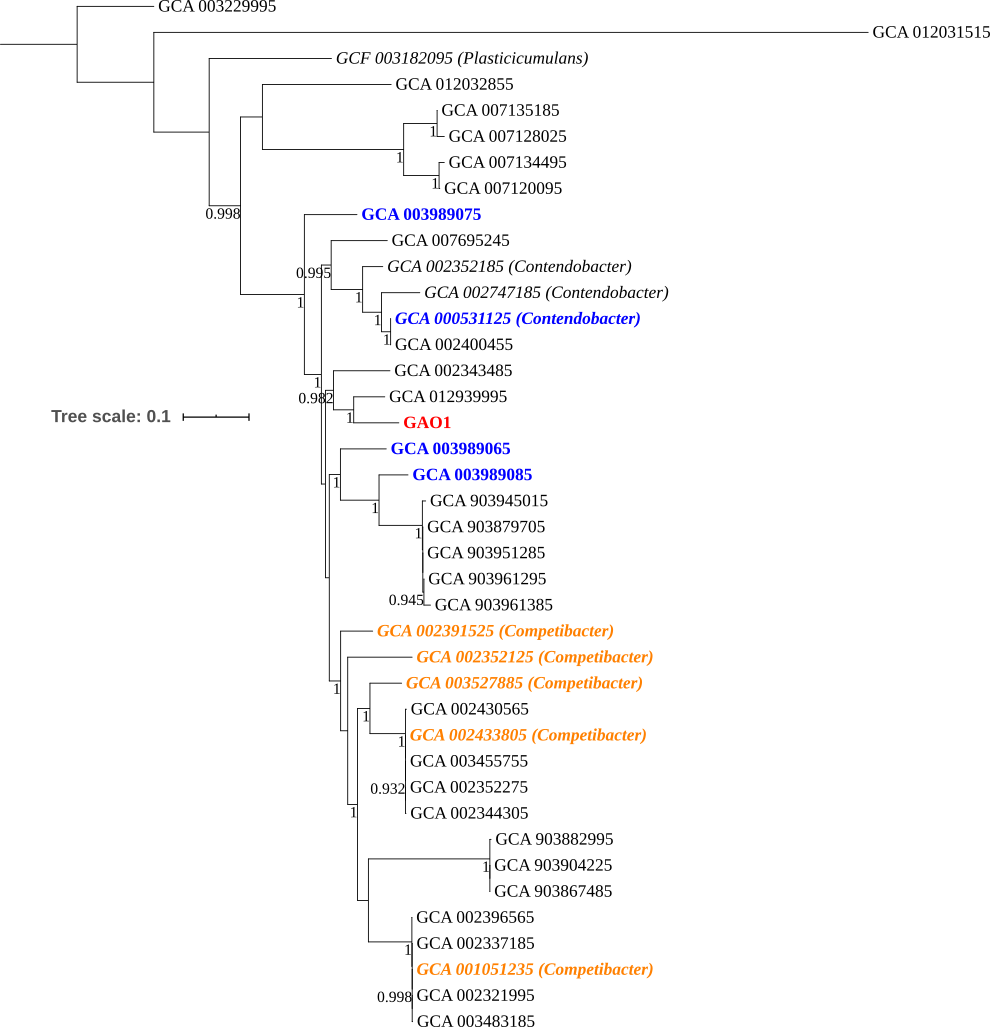 GCA 003229995
GCA 012031515
GCF 003182095 (Plasticicumulans)
GCA 012032855
GCA 007135185
1
GCA 007128025
1
GCA 007134495
1
GCA 007120095
0.998
GCA 003989075
GCA 007695245
0.995
GCA 002352185 (Contendobacter)
1
GCA 002747185 (Contendobacter)
1
1
GCA 000531125 (Contendobacter)
1
GCA 002400455
GCA 002343485
1
0.982
GCA 012939995
Tree scale: 0.1
1
GAO1
GCA 003989065
GCA 003989085
1
GCA 903945015
1
GCA 903879705
1
GCA 903951285
GCA 903961295
0.945
GCA 903961385
GCA 002391525 (Competibacter)
GCA 002352125 (Competibacter)
GCA 003527885 (Competibacter)
1
GCA 002430565
1
GCA 002433805 (Competibacter)
1
GCA 003455755
GCA 002352275
0.932
GCA 002344305
1
GCA 903882995
GCA 903904225
1
GCA 903867485
GCA 002396565
GCA 002337185
1
GCA 001051235 (Competibacter)
GCA 002321995
0.998
GCA 003483185